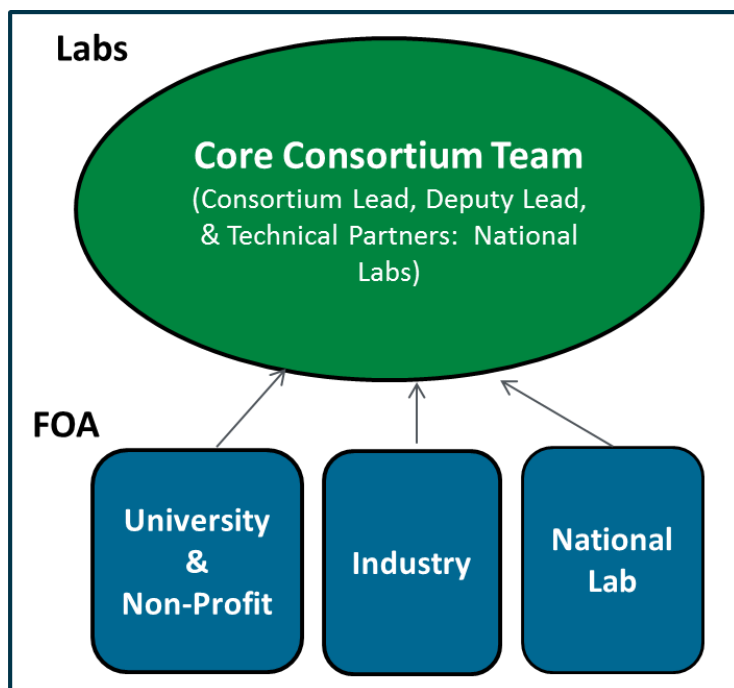 Labs
Core Consortium Team
(Consortium Lead, Deputy Lead,
& Technical Partners: National
Labs)
FOA
University
&
Non-Profit
Industry
National
Lab